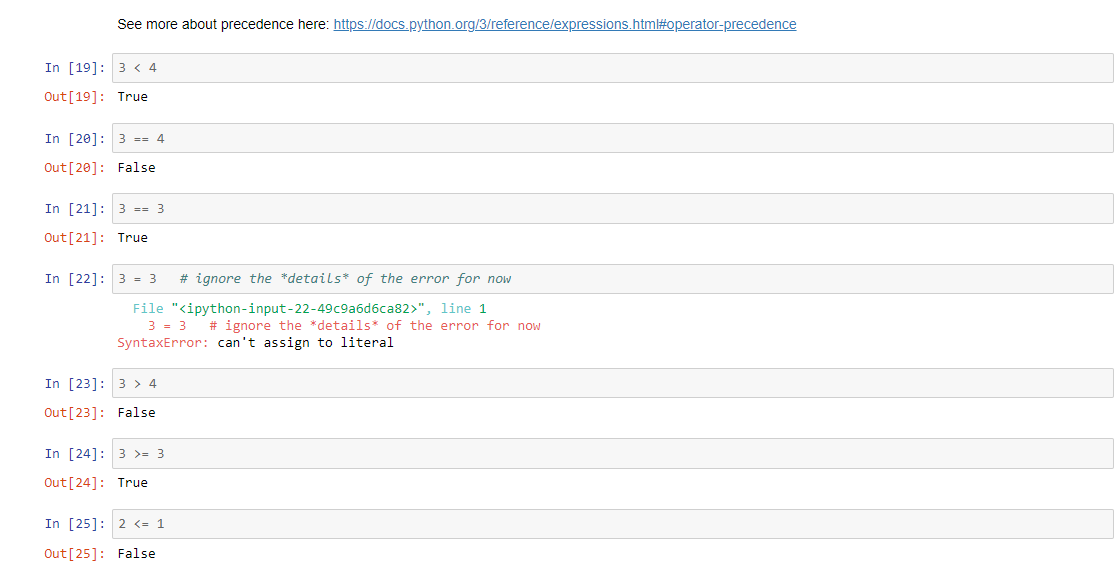 See more about precedence here: https://docs.python.org/3/reference/expressions.html#operator-precedence
In [19]: 3 < 4
Out[19]: True
In [20]: 3 == 4
Out[20]: False
In [21]: 3 == 3
Out[21]: True
In [22]: 3 = 3   # ignore the *details* of the error for now
File "<ipython-input-22-49c9a6d6ca82>", line 1
3 = 3   # ignore the *details* of the error for now
SyntaxError: can't assign to literal
In [23]: 3 > 4
Out[23]: False
In [24]: 3 >= 3
Out[24]: True
In [25]: 2 <= 1
Out[25]: False